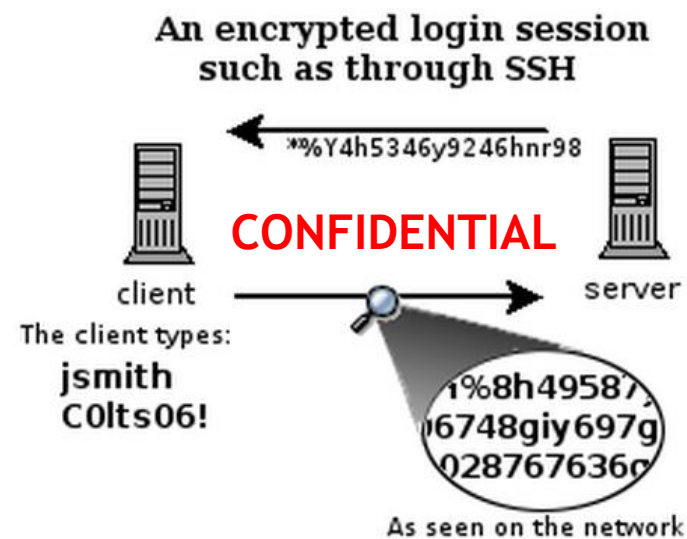 An encrypted login session
such as through SSH
*%Y4h5346y9246hnr98
CONFIDENTIAL
client
server
The client types:
jsmith
C0lts06!
%8h49587
6748giy697g
028767636
As seen on the network